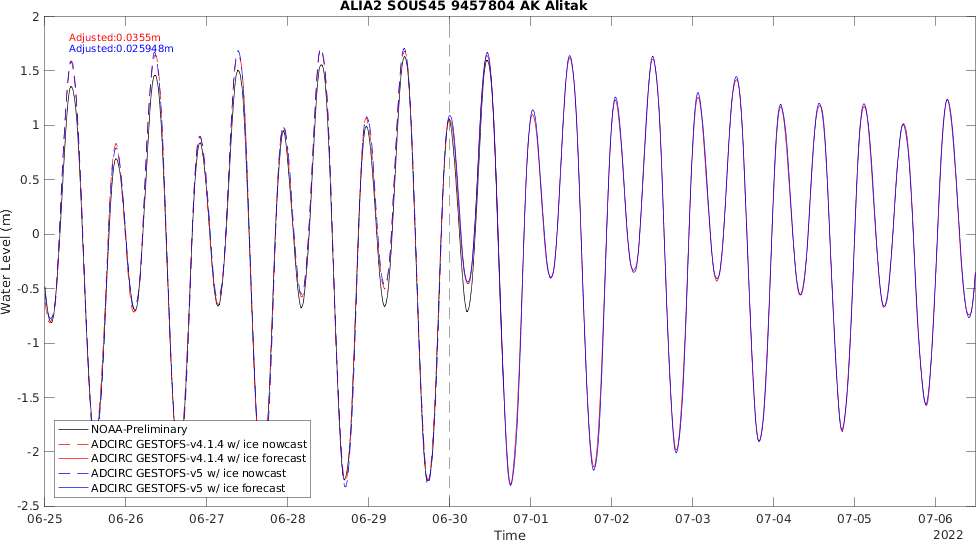 ALIA2 SOUS45 9457804 AK Alitak
2
Adjusted:0.0355m
Adjusted:0.025948m
1.5
1
0.5
0
Water Level (m)
-0.5
-1
-1.5
-2
-2.5
NOAA-Preliminary
ADCIRC GESTOFS-v4.1.4 w/ ice nowcast
ADCIRC GESTOFS-v4.1.4 w/ ice forecast
ADCIRC GESTOFS-v5 w/ ice nowcast
ADCIRC GESTOFS-v5 w/ ice forecast
06-25 06-26 06-27 06-28 06-29 06-30 07-01 07-02 07-03 07-04 07-05 07-06
Time
2022